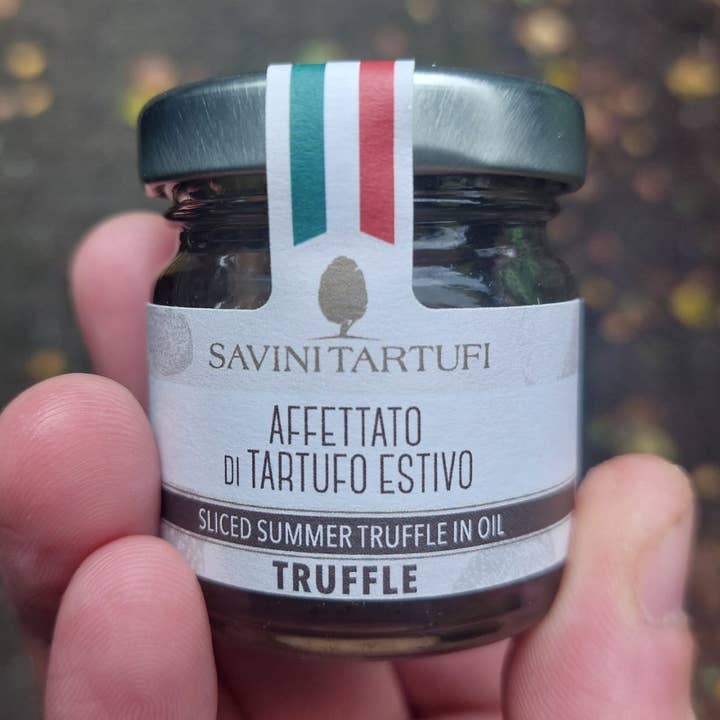 SAVINI TARTUFI
AFFETTATO
DI TARTUFO ESTIVO
SLICED SUMMER TRUFFLE IN OIL
TRUFFLE